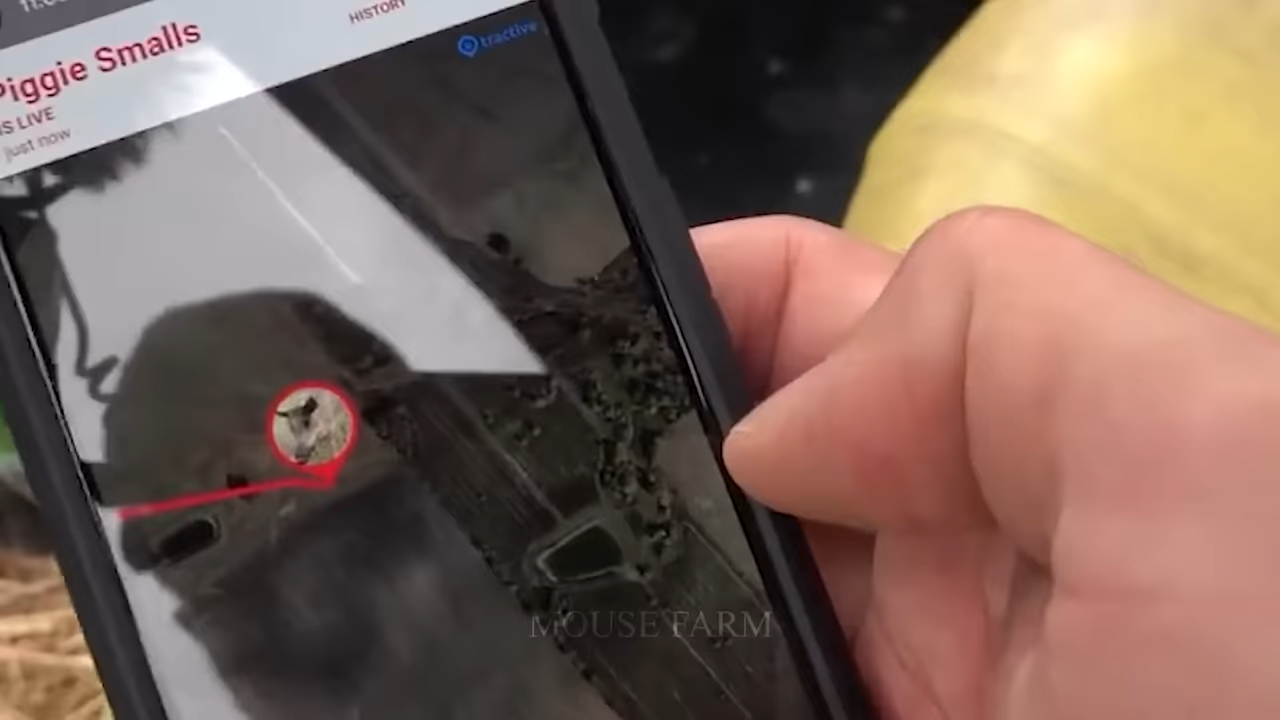 HISTORY
Piggie Smalls
IS LIVE
just now
tractive
MOUSE FARM